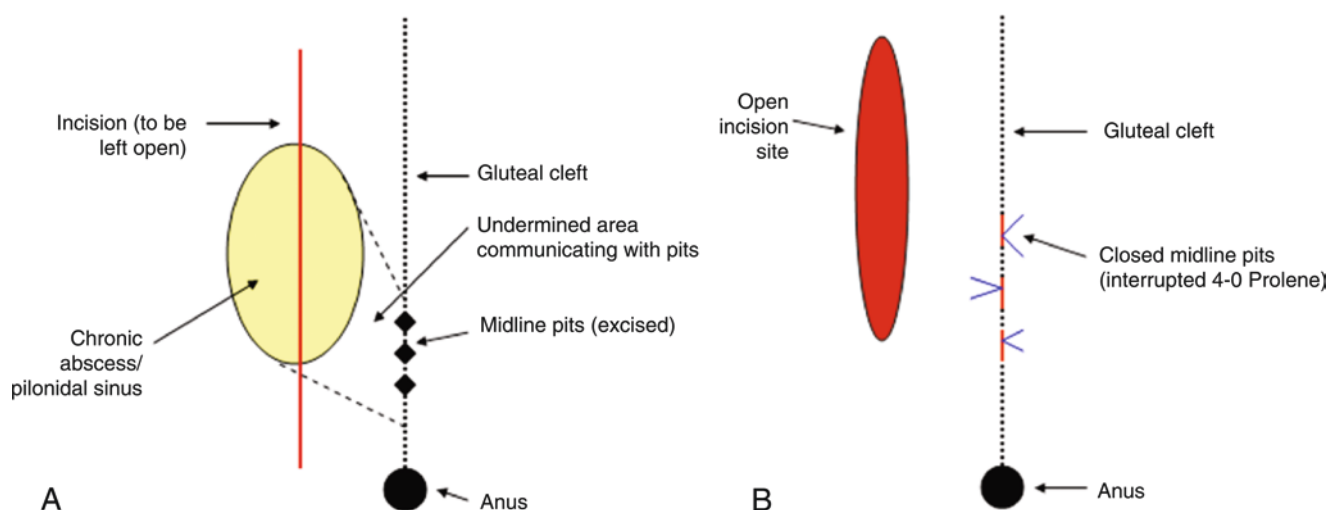 Incision (to be
left open)
Gluteal cleft
Undermined area
communicating with pits
Midline pits (excised)
Chronic
abscess/
pilonidal sinus
Anus
A
Open
incision
site
Gluteal cleft
Closed midline pits
(interrupted 4-0 Prolene)
Anus
B